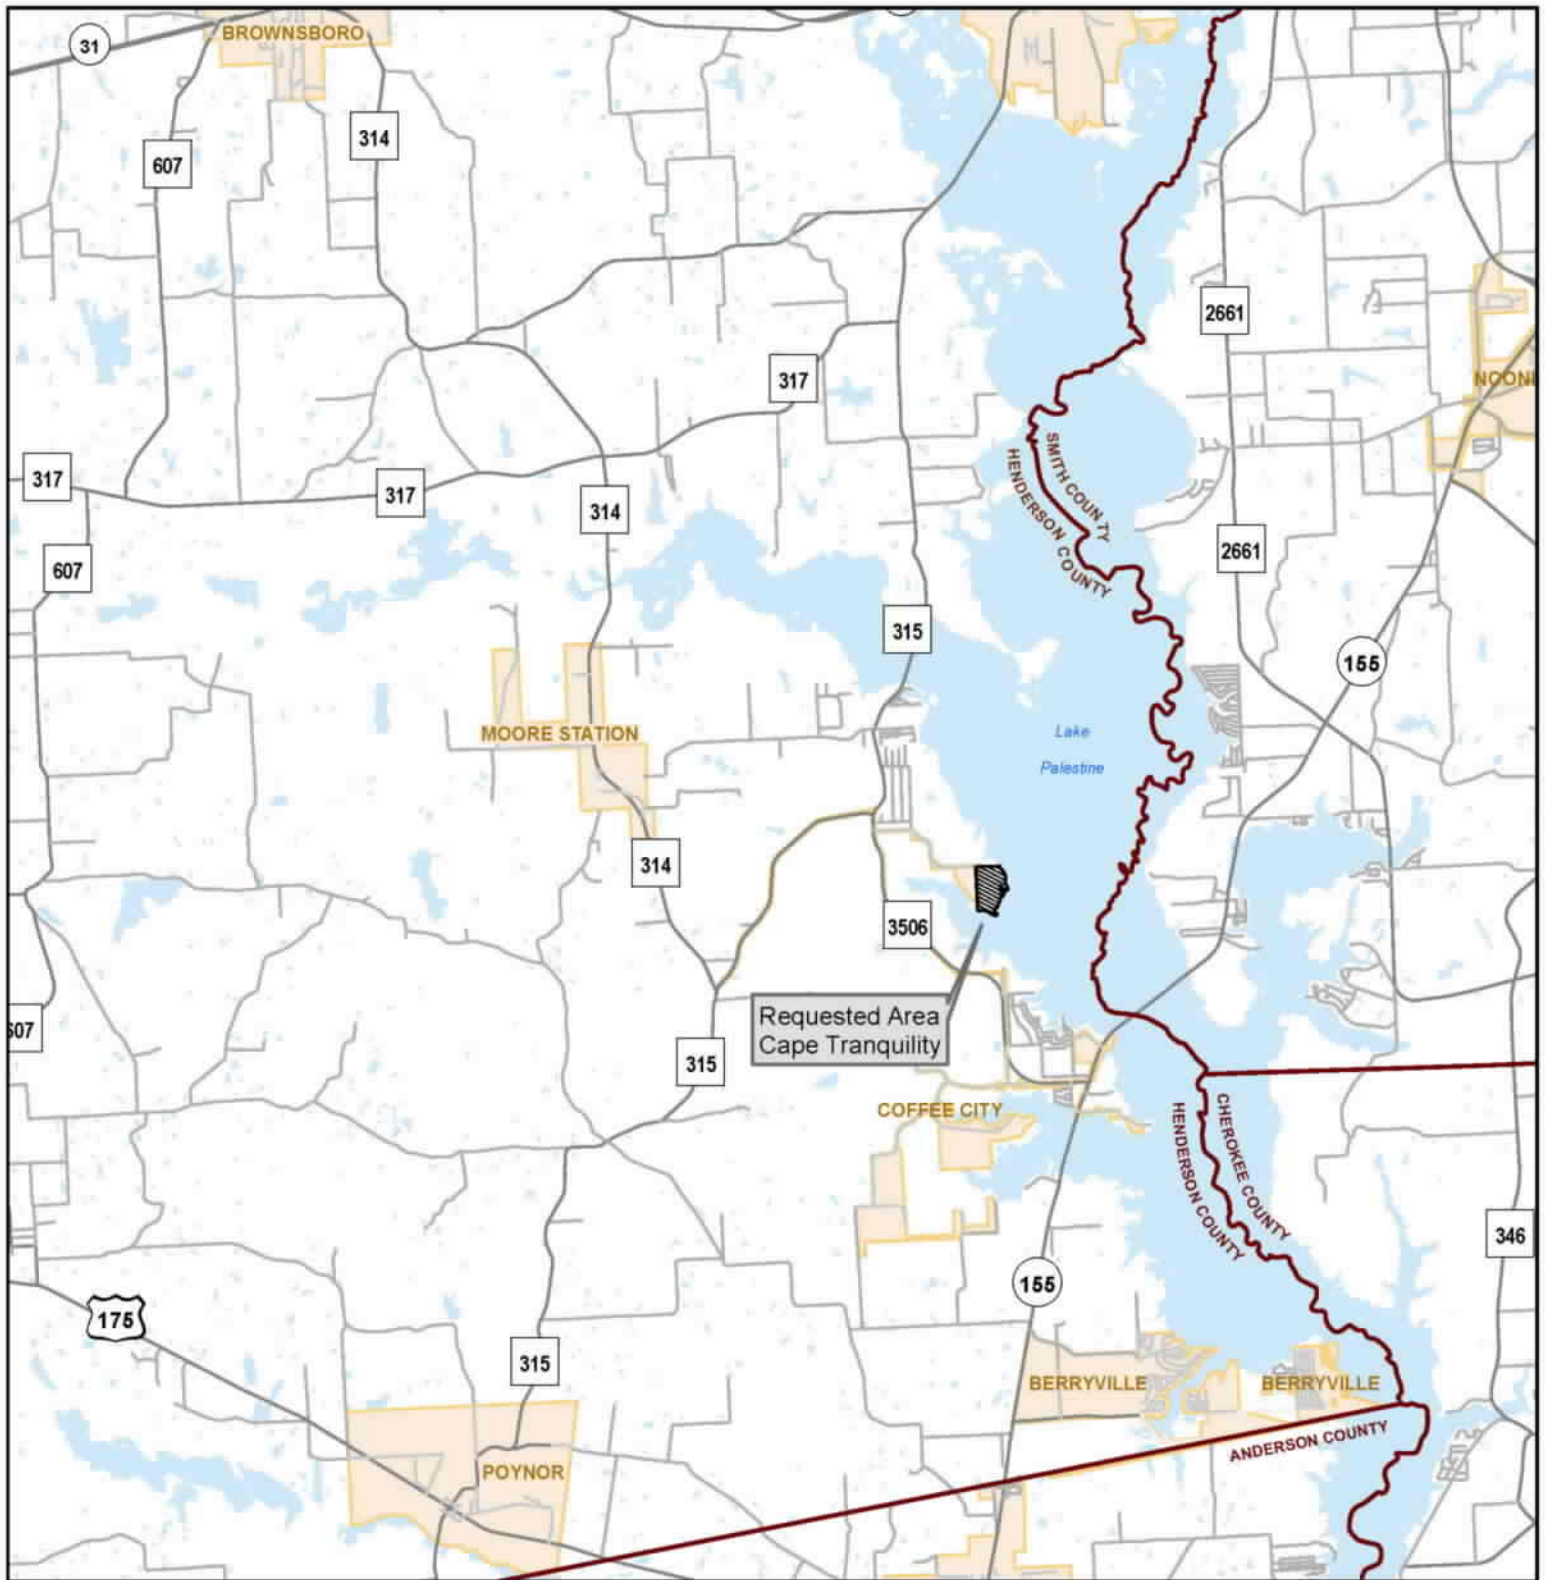 31
BROWNSBORO
314
607
2661
317
NOON
317
317
314
SMITH COUNTY
HENDERSON COUNTY
607
2661
315
155
MOORE STATION
Lake
Palestine
314
3506
Requested Area
Cape Tranquility
607
315
COFFEE CITY
CHEROKEE COUNTY
HENDERSON COUNTY
346
155
175
315
BERRYVILLE
BERRYVILLE
ANDERSON COUNTY
POYNOR